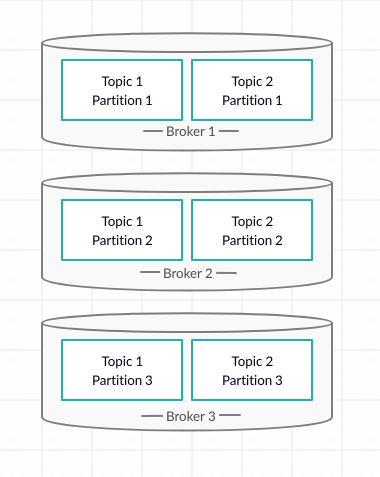 Topic 1
Partition 1
Topic 2
Partition 1
Broker 1
Topic 1
Partition 2
Topic 2
Partition 2
Broker 2
Topic 1
Partition 3
Topic 2
Partition 3
Broker 3